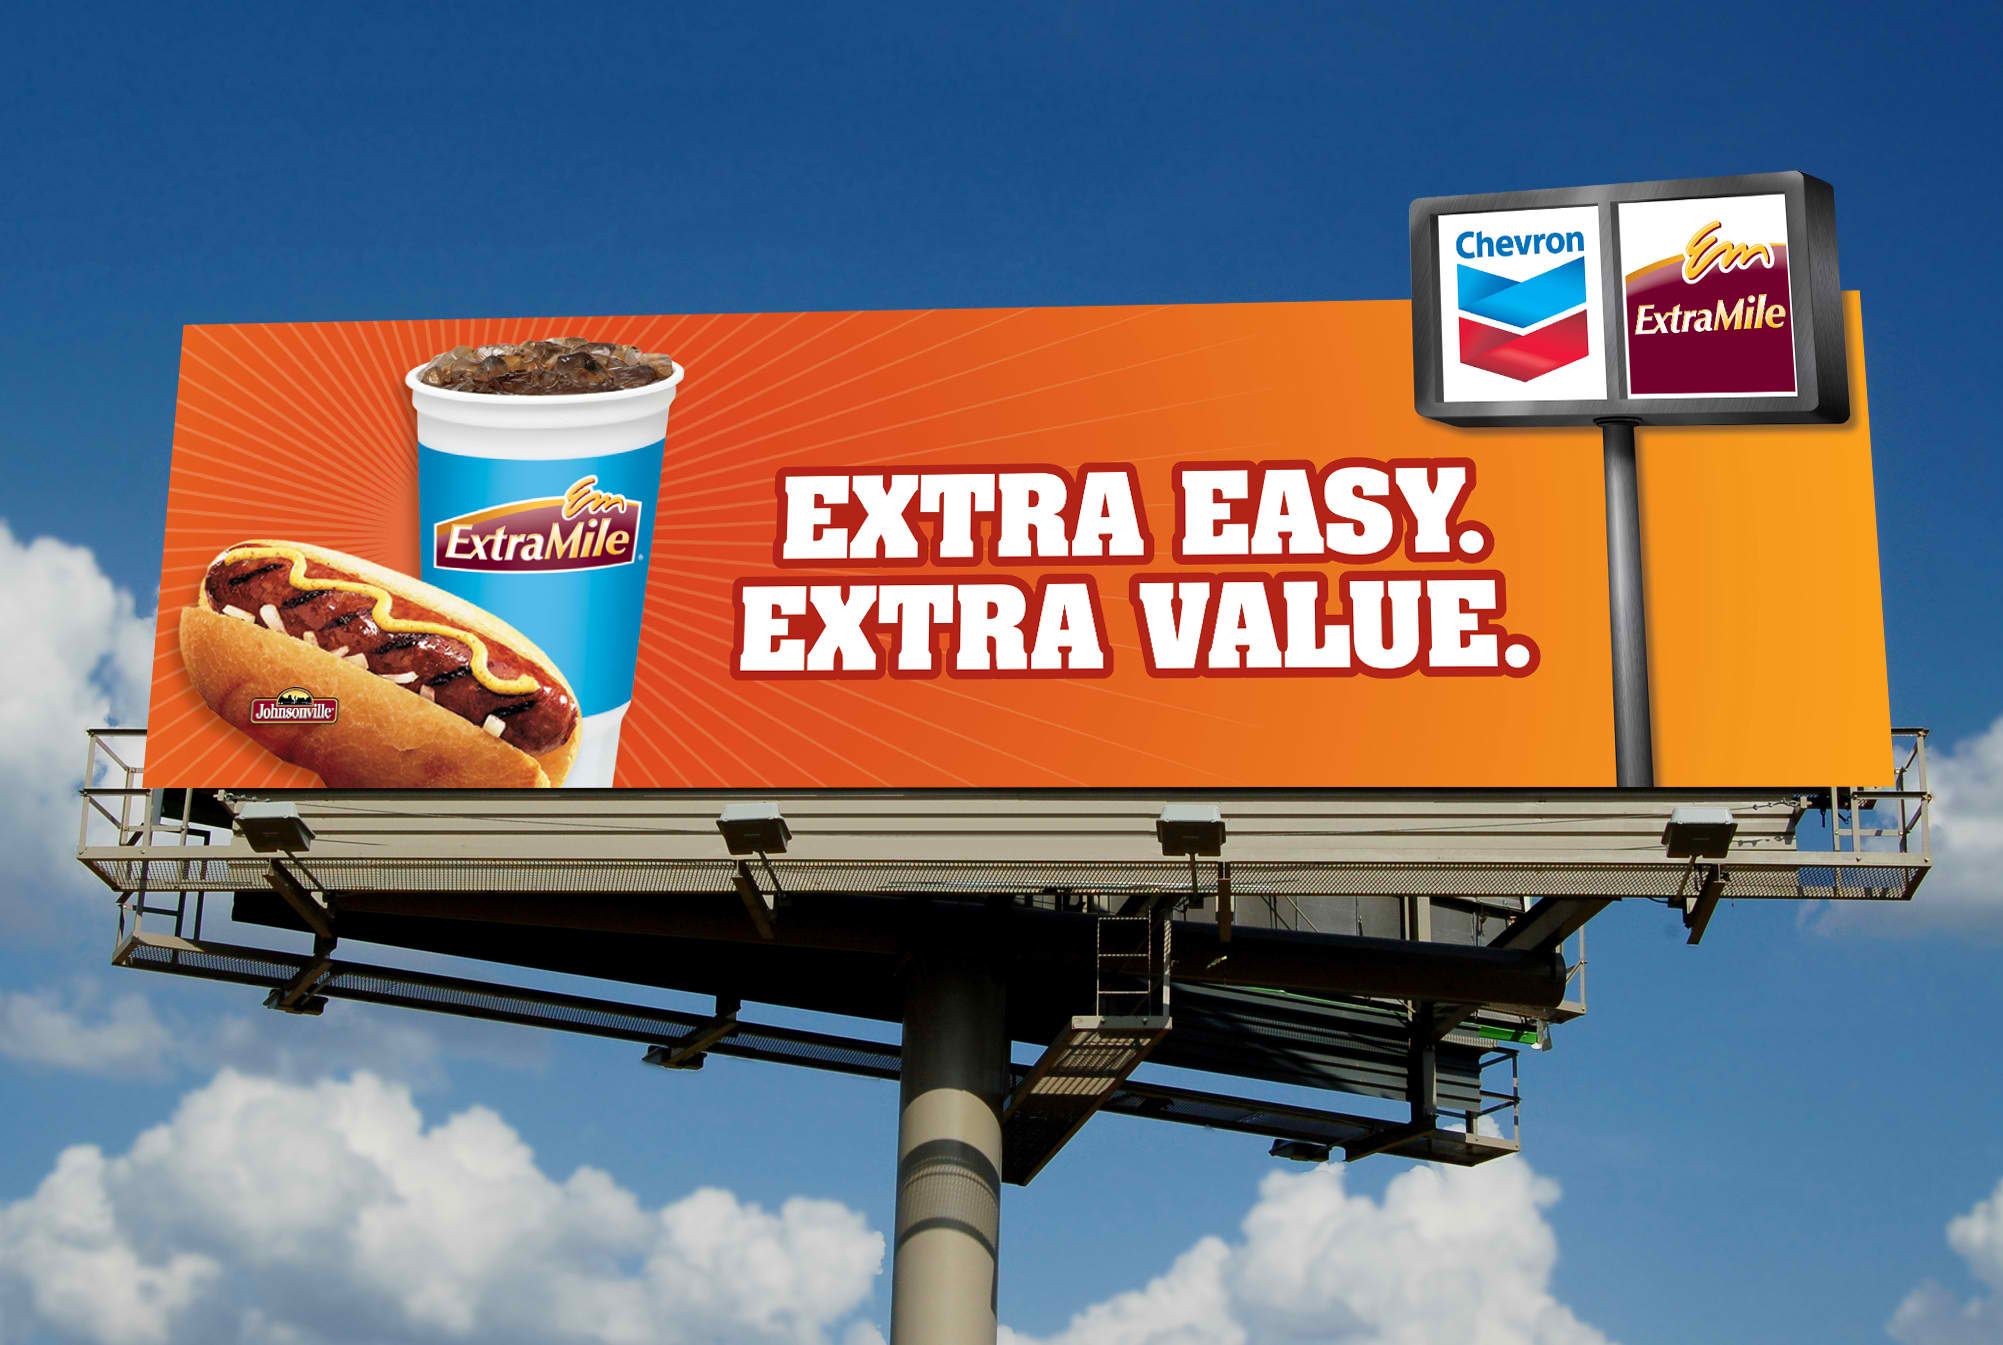 Chevron
Em
ExtraMile
Em
ExtraMile
EXTRA EASY.
EXTRA VALUE.
Johnsonville